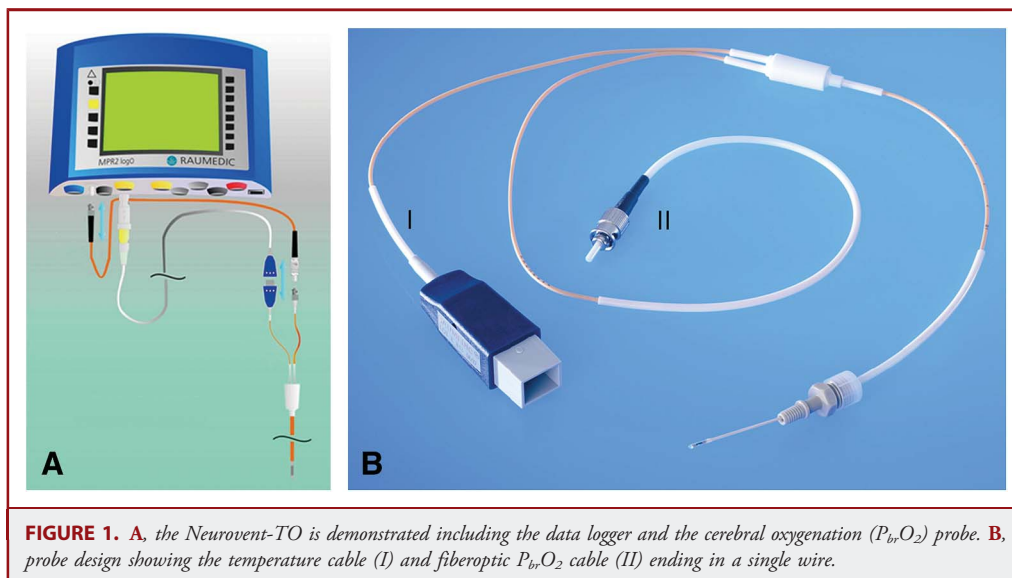 MPR2 logO RAUMEDIC
A
I
II
B
FIGURE 1. A, the Neurovent-TO is demonstrated including the data logger and the cerebral oxygenation (PbrO2) probe. B,
probe design showing the temperature cable (I) and fiberoptic PbrO2 cable (II) ending in a single wire.